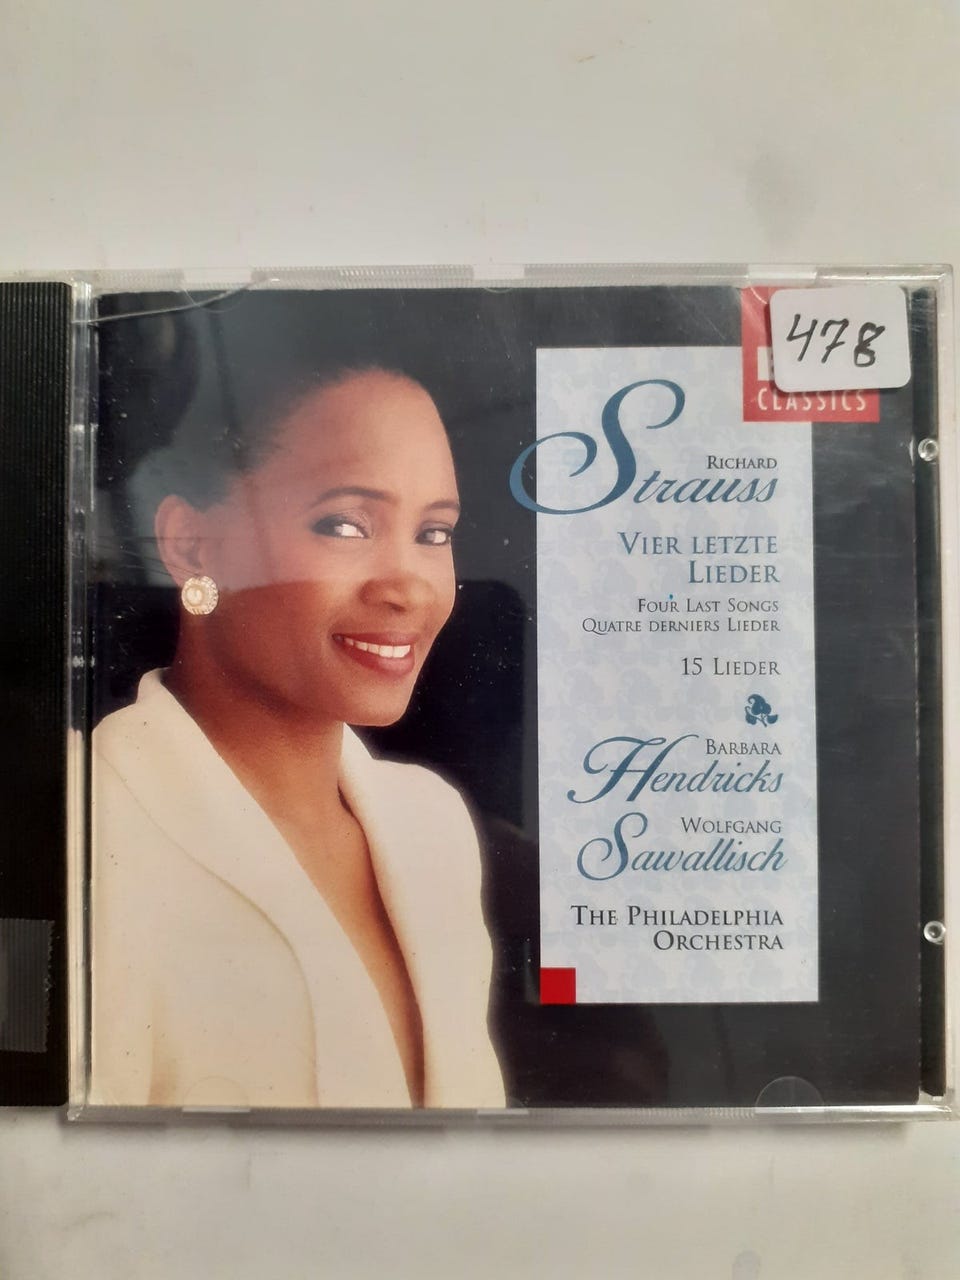 478
CLASSICS
RICHARD
Strauss
VIER LETZTE
LIEDER
FOUR LAST SONGS
QUATRE DERNIERS LIEDER
15 LIEDER
BARBARA
Hendricks
WOLFGANG
Sawallisch
THE PHILADELPHIA
ORCHESTRA